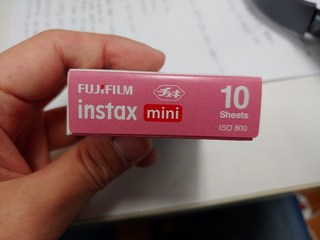 FUJIFILM
instax mini
チェキ
10
Sheets
ISO 800